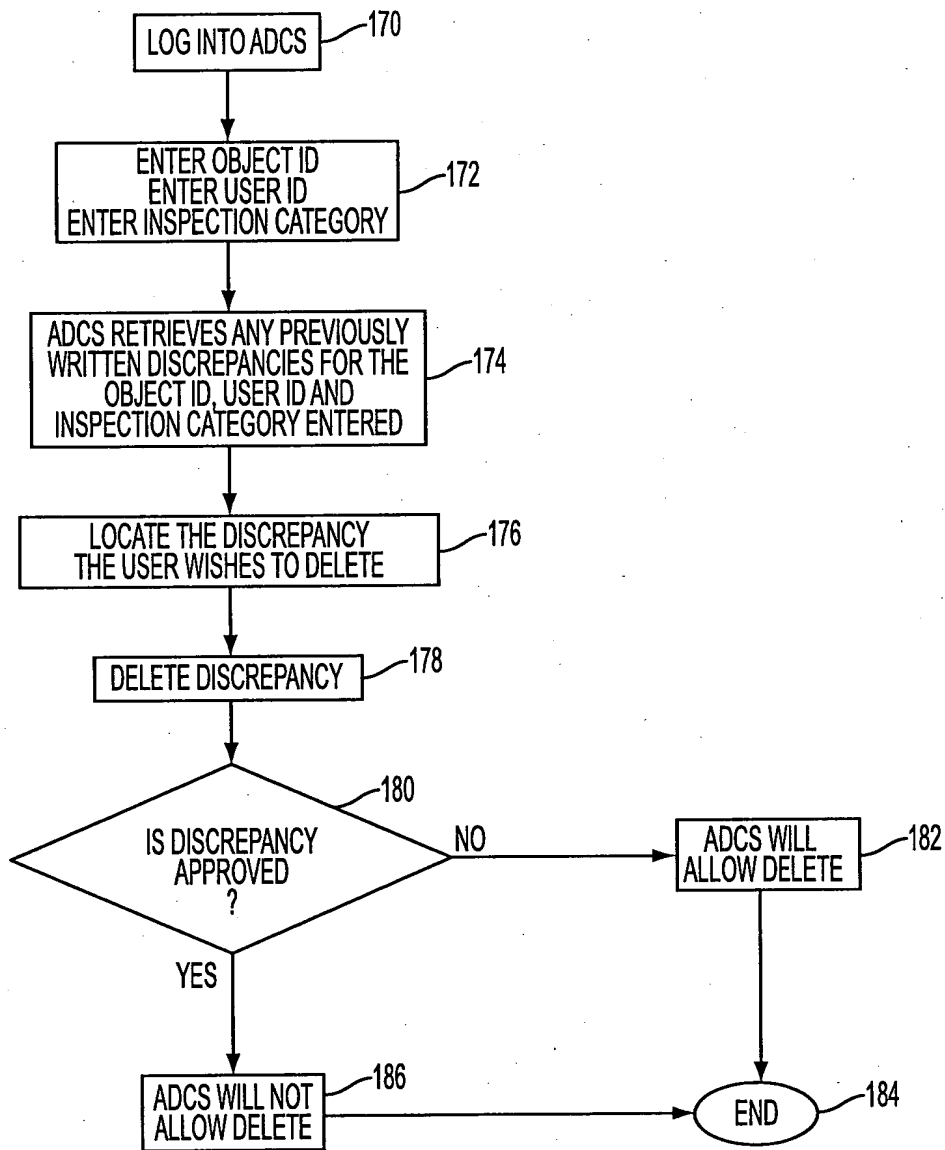 LOG INTO ADCS
170
ENTER OBJECT ID
ENTER USER ID
ENTER INSPECTION CATEGORY
172
ADCS RETRIEVES ANY PREVIOUSLY
WRITTEN DISCREPANCIES FOR THE
OBJECT ID, USER ID AND
INSPECTION CATEGORY ENTERED
174
LOCATE THE DISCREPANCY
THE USER WISHES TO DELETE
176
DELETE DISCREPANCY
178
180
IS DISCREPANCY
APPROVED
?
NO
ADCS WILL
ALLOW DELETE
182
YES
ADCS WILL NOT
ALLOW DELETE
186
END
184